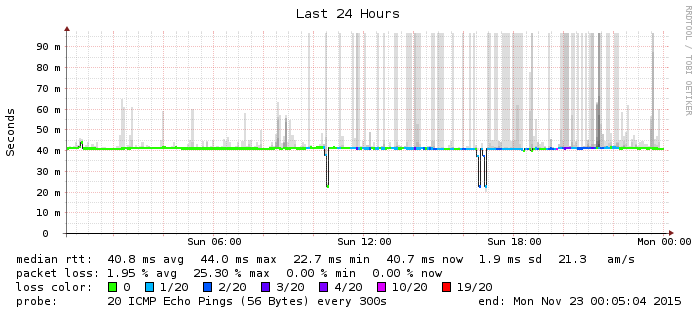 Last 24 Hours
RRDTOOL / TOBI OETIKER
Seconds
90 m
80 m
70 m
60 m
50 m
40 m
30 m
20 m
10 m
0
Sun 06:00 Sun 12:00 Sun 18:00 Mon 00:00
median rtt: 40.8 ms avg 44.0 ms max 22.7 ms min 40.7 ms now 1.9 ms sd 21.3 am/s
packet loss: 1.95 % avg 25.30 % max 0.00 % min 0.00 % now
loss color: 0 1/20 2/20 3/20 4/20 10/20 19/20
probe: 20 ICMP Echo Pings (56 Bytes) every 300s end: Mon Nov 23 00:05:04 2015